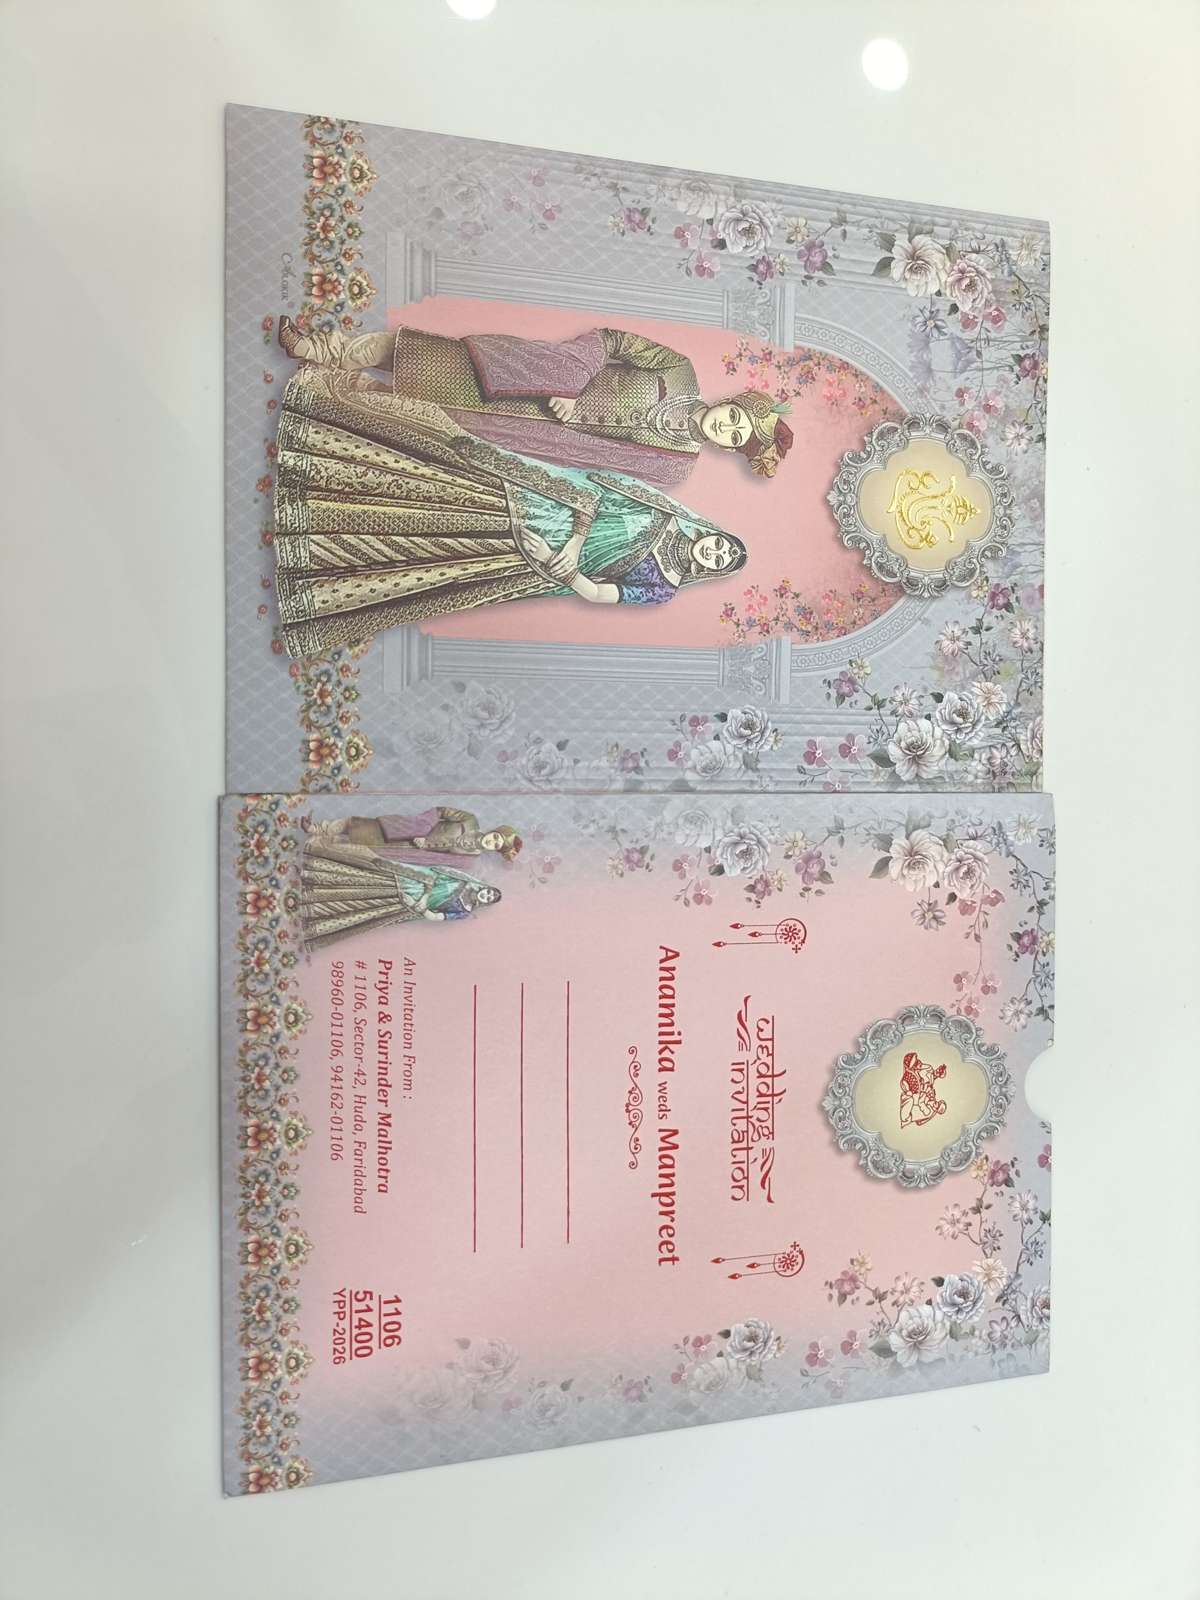 Alokik®
wedding
invitation
Anamika weds Manpreet
An Invitation From :
Priya & Surinder Malhotra
# 1106, Sector-42, Huda, Faridabad
98960-01106, 94162-01106
1106
51400
YPP-2026